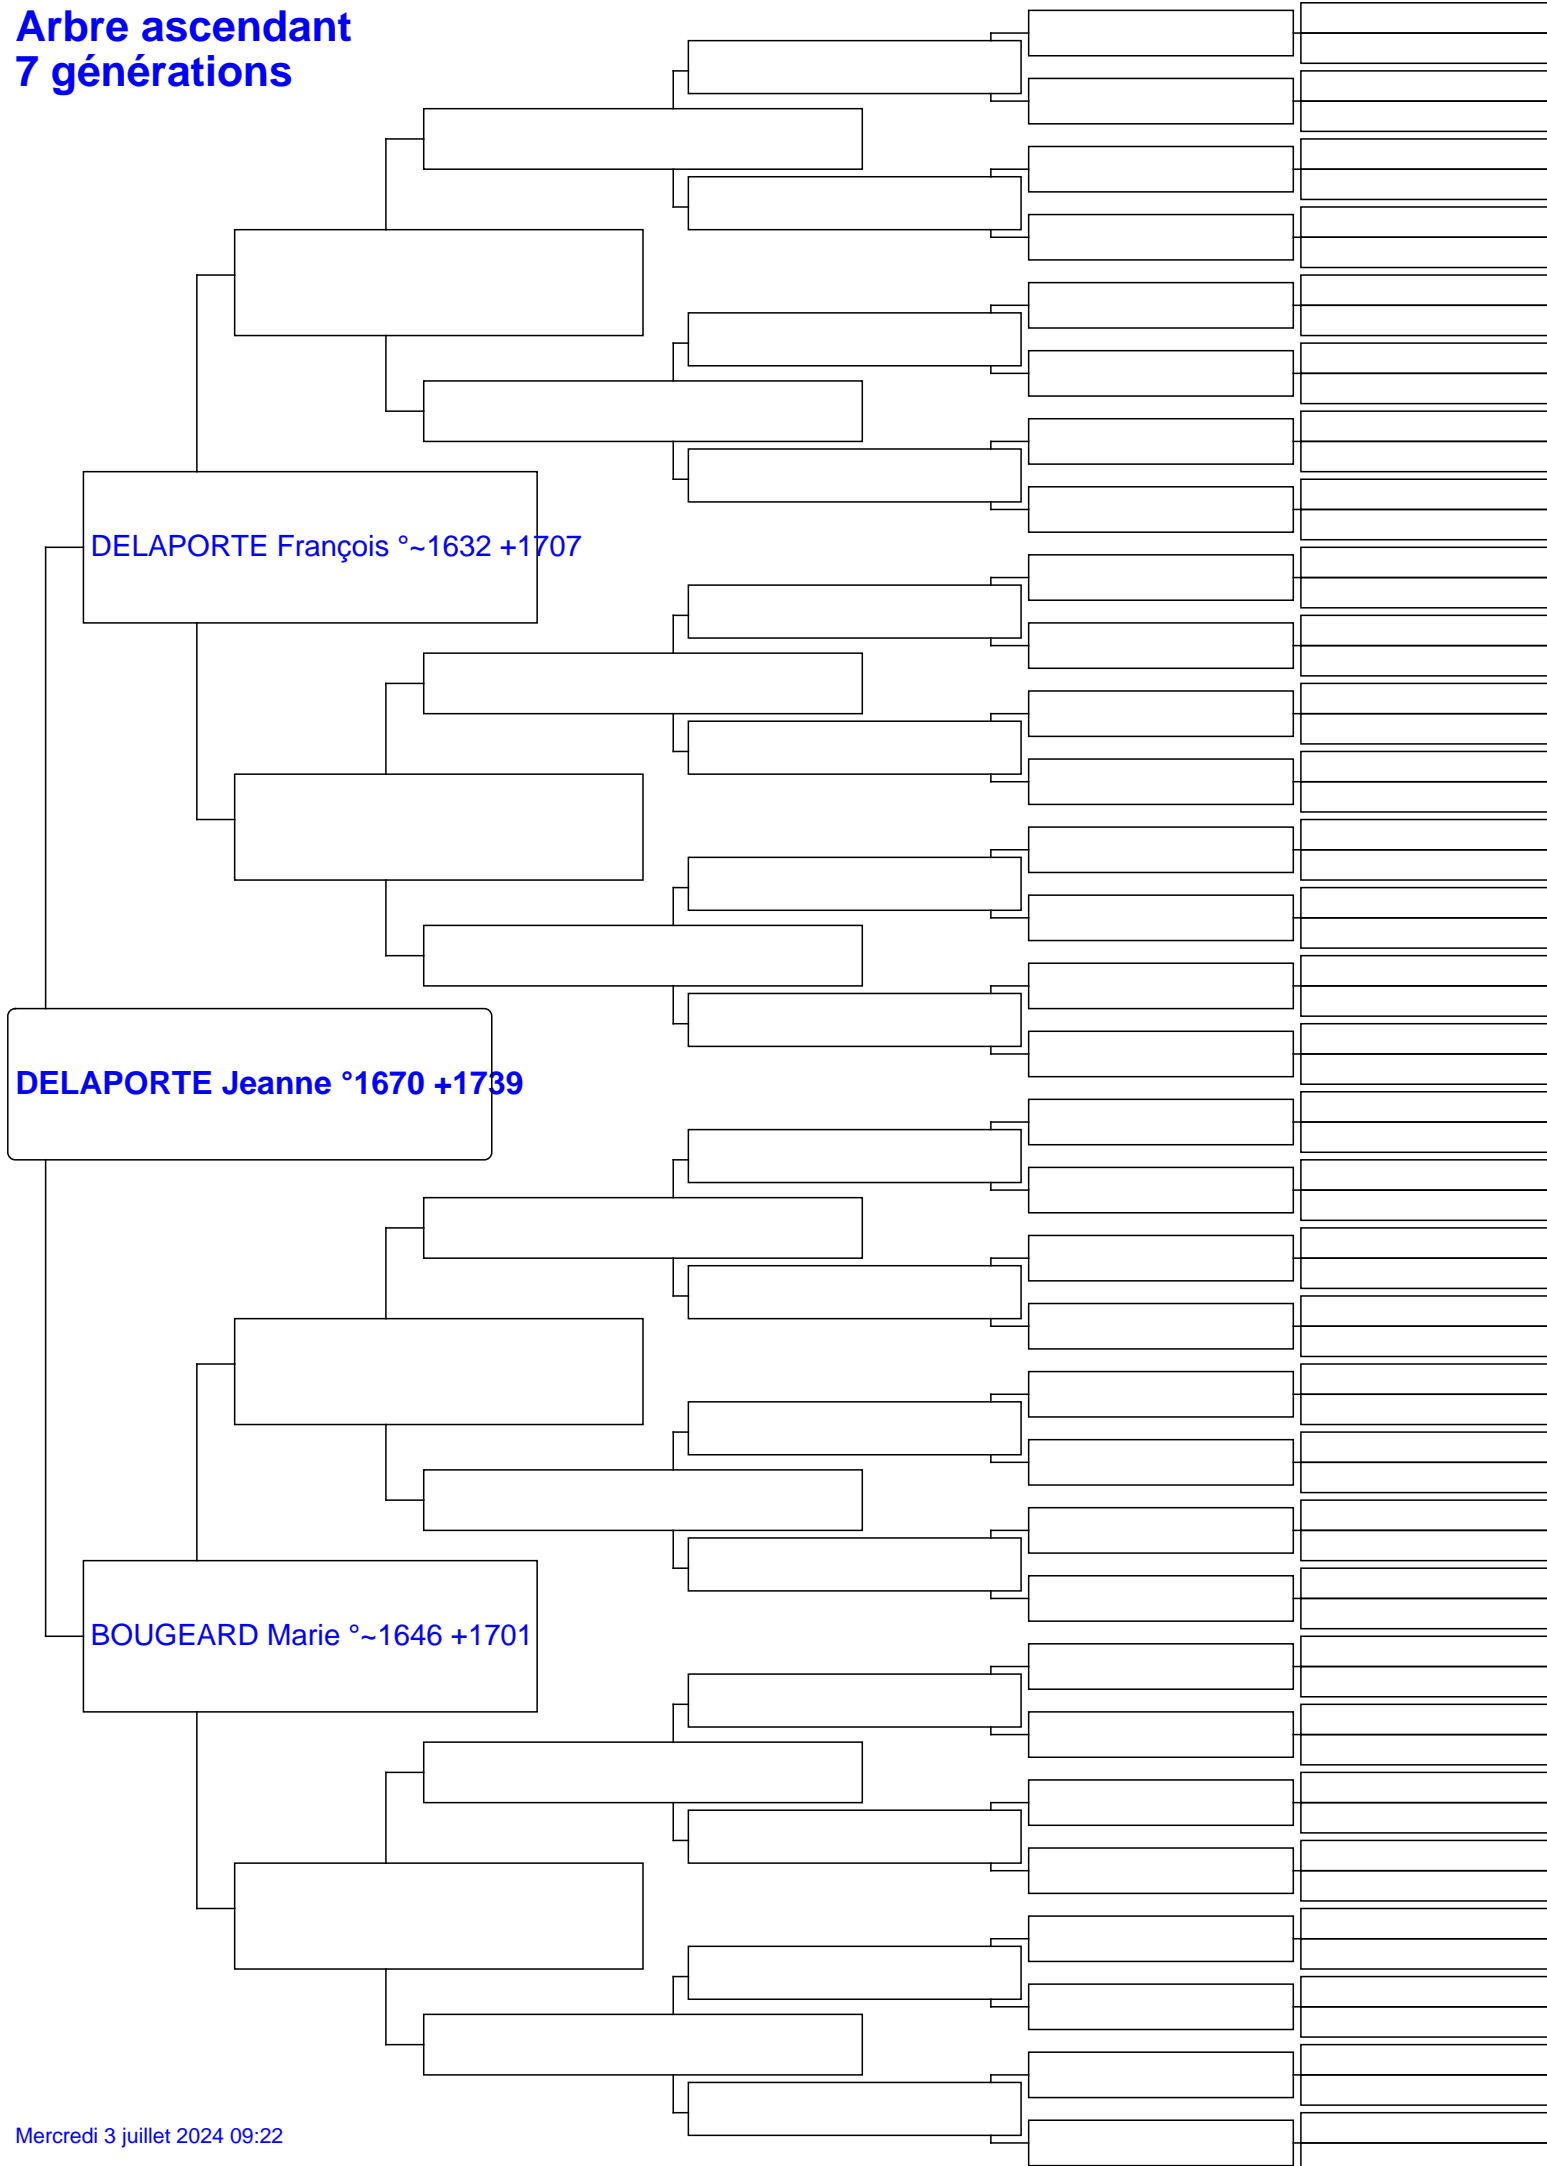 Arbre ascendant
7 générations
DELAPORTE François °~1632 +1707
DELAPORTE Jeanne °1670 +1739
BOUGEARD Marie °~1646 +1701
Mercredi 3 juillet 2024 09:22